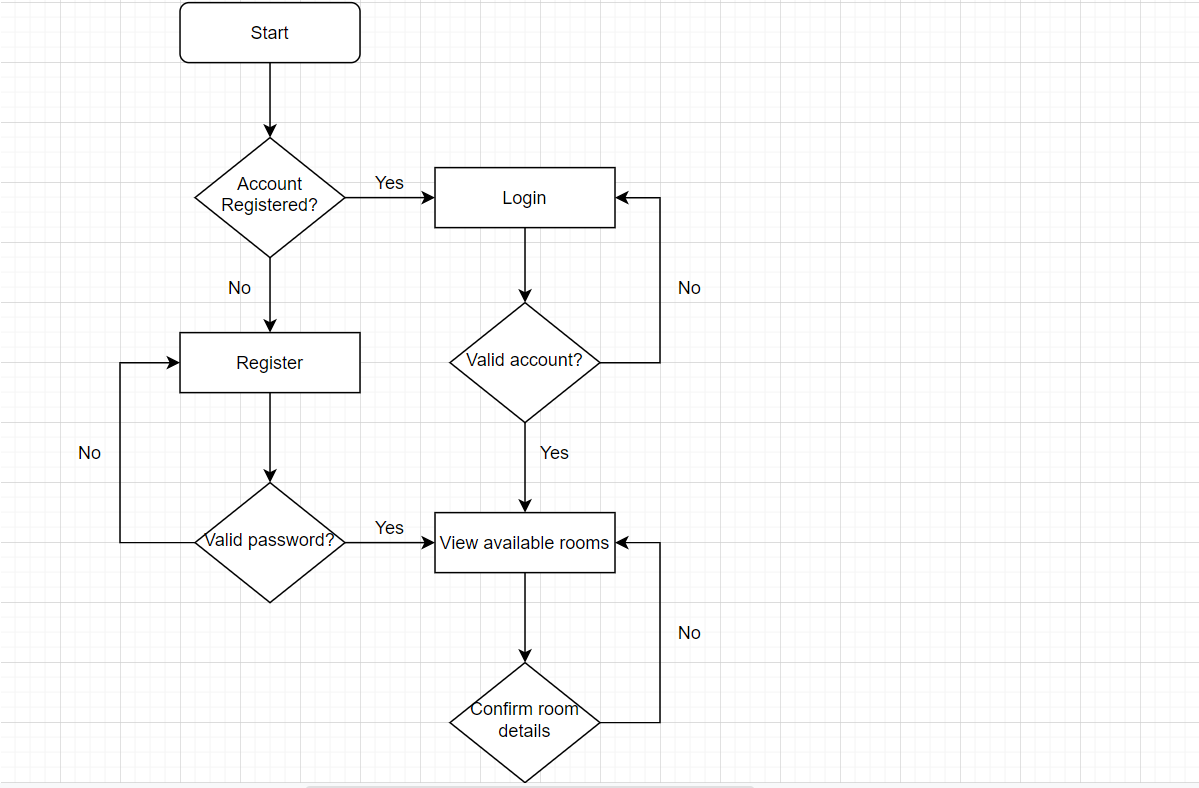 Start
Account
Registered?
Yes
Login
No
No
Register
Valid account?
No
Yes
Valid password?
Yes
View available rooms
No
Confirm room
details